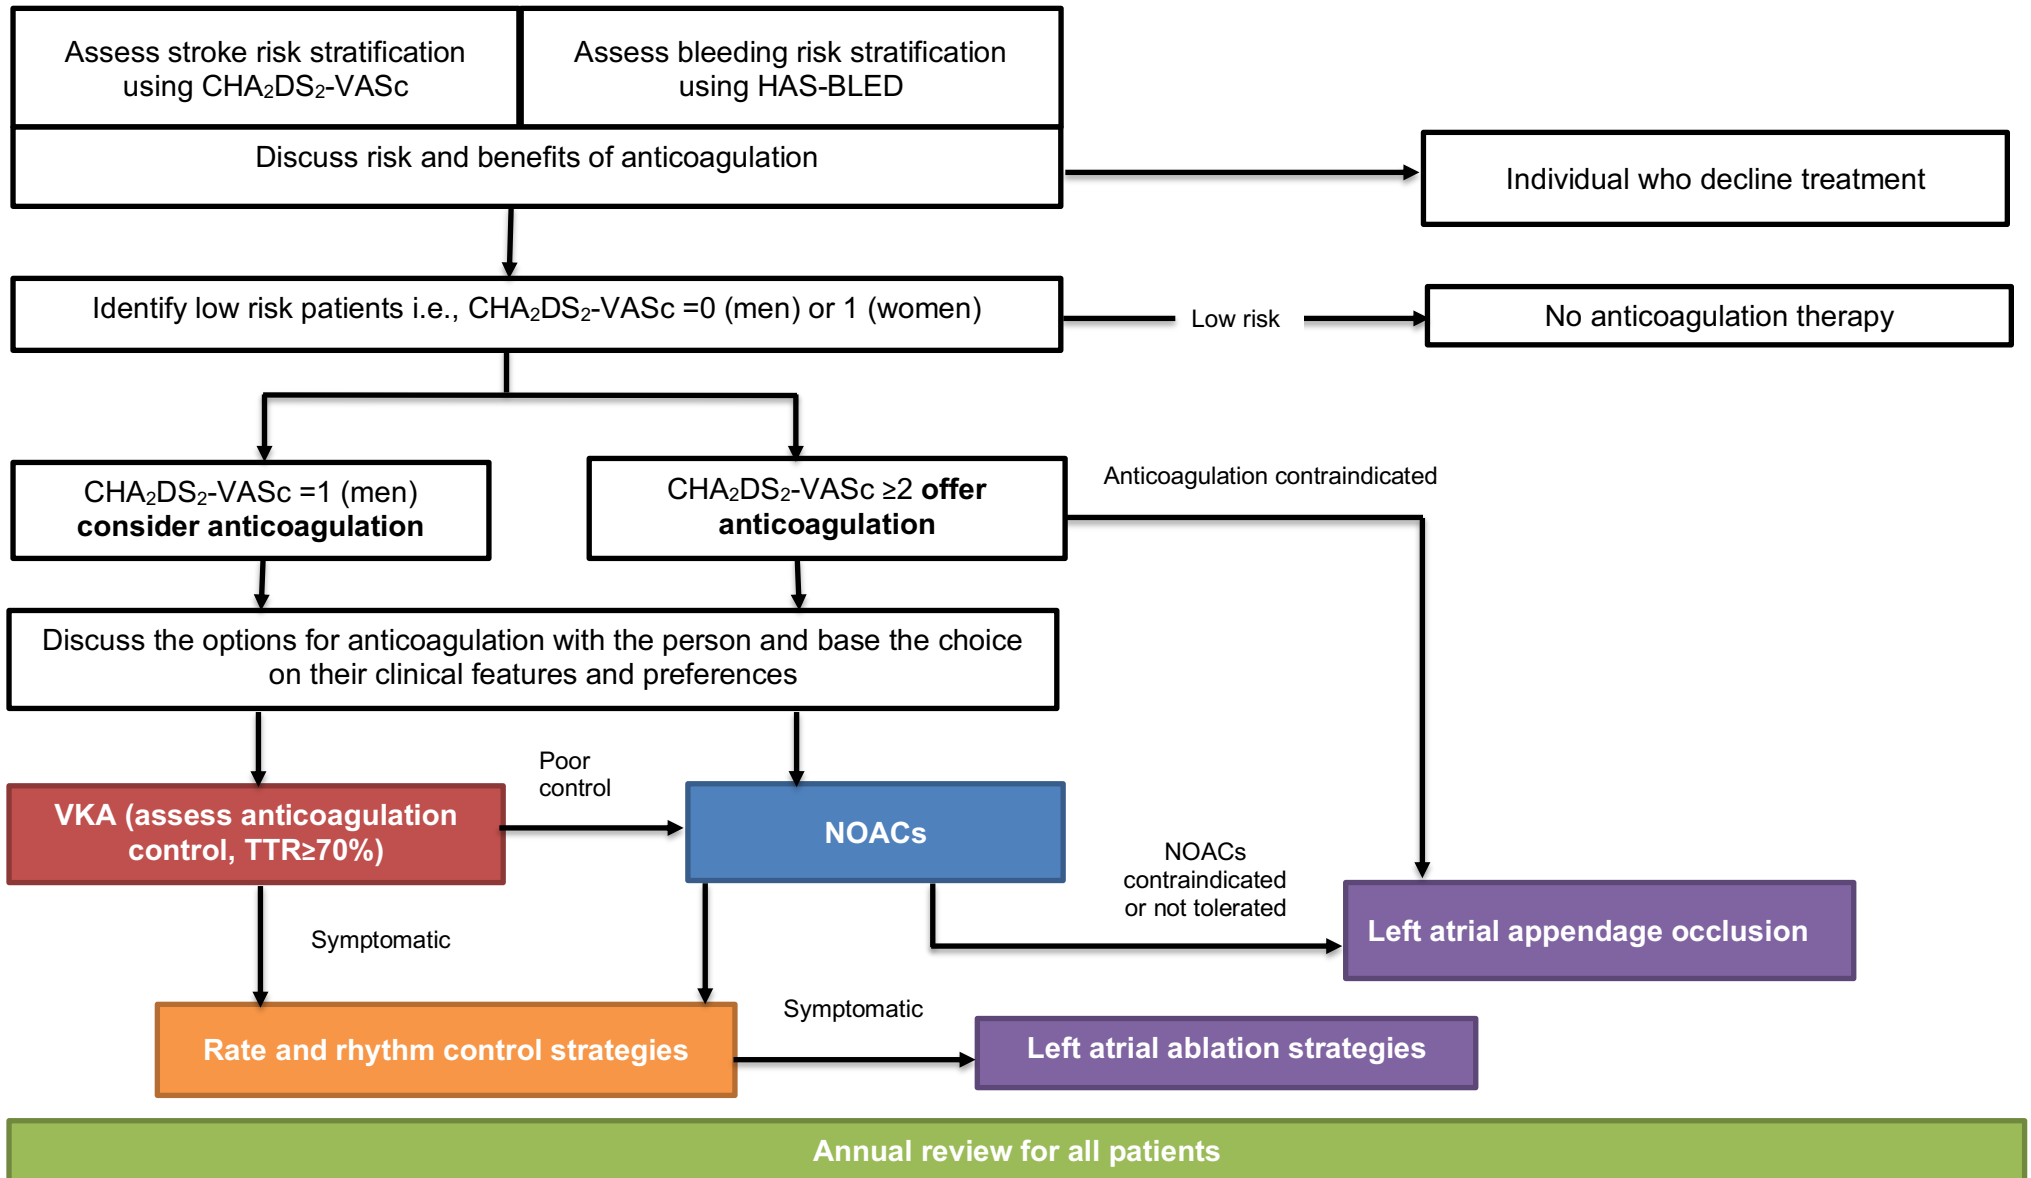 Assess stroke risk stratification
using CHA₂DS₂-VASc
Assess bleeding risk stratification
using HAS-BLED
Discuss risk and benefits of anticoagulation
Individual who decline treatment
Identify low risk patients i.e., CHA₂DS₂-VASc =0 (men) or 1 (women)
Low risk
No anticoagulation therapy
CHA₂DS₂-VASc =1 (men)
consider anticoagulation
CHA₂DS₂-VASc ≥2 offer
anticoagulation
Anticoagulation contraindicated
Discuss the options for anticoagulation with the person and base the choice
on their clinical features and preferences
VKA (assess anticoagulation
control, TTR≥70%)
Poor
control
NOACs
NOACs
contraindicated
or not tolerated
Left atrial appendage occlusion
Symptomatic
Rate and rhythm control strategies
Symptomatic
Left atrial ablation strategies
Annual review for all patients